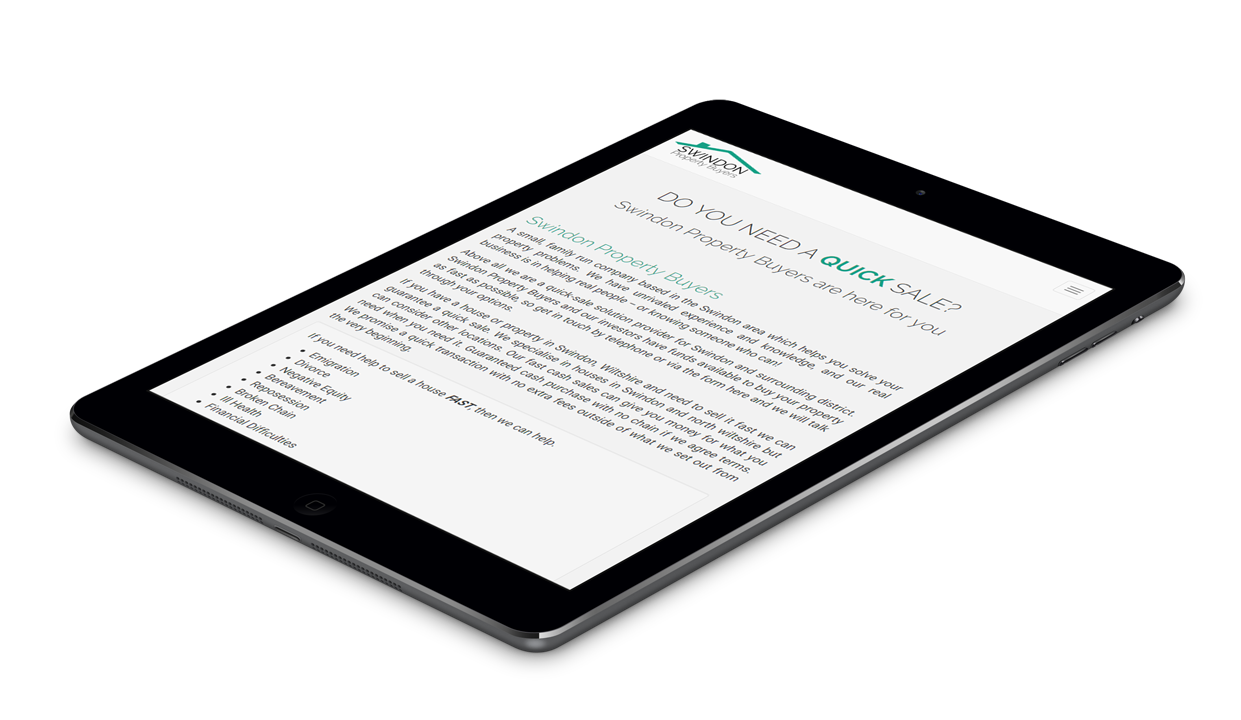 SWINDON
Property Buyers
DO YOU NEED A QUICK SALE?
Swindon Property Buyers are here for you
Swindon Property Buyers
A small, family run company based in the Swindon area which helps you solve your
property problems. We have unrivaled experience and knowledge, and our real
business is in helping real people – or knowing someone who can!
Above all we are a quick-sale solution provider for Swindon and surrounding district.
Swindon Property Buyers and our investors have funds available to buy your property
as fast as possible, so get in touch by telephone or via the form here and we will talk
through your options.
If you have a house or property in Swindon, Wiltshire and need to sell it fast we can
guarantee a quick sale. We specialise in houses in Swindon and north wiltshire but
can consider other locations. Our fast cash sales can give you money for what you
need when you need it. Guaranteed cash purchase with no chain if we agree terms.
We promise a quick transaction with no extra fees outside of what we set out from
the very beginning.
If you need help to sell a house FAST, then we can help.
• Emigration
• Divorce
• Negative Equity
• Bereavement
• Repossession
• Broken Chain
• Ill Health
• Financial Difficulties